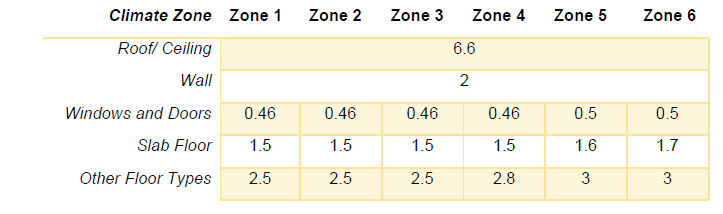 Climate Zone Zone 1 Zone 2 Zone 3 Zone 4 Zone 5 Zone 6
Roof/ Ceiling 6.6
Wall 2
Windows and Doors 0.46 0.46 0.46 0.46 0.5 0.5
Slab Floor 1.5 1.5 1.5 1.5 1.6 1.7
Other Floor Types 2.5 2.5 2.5 2.8 3 3